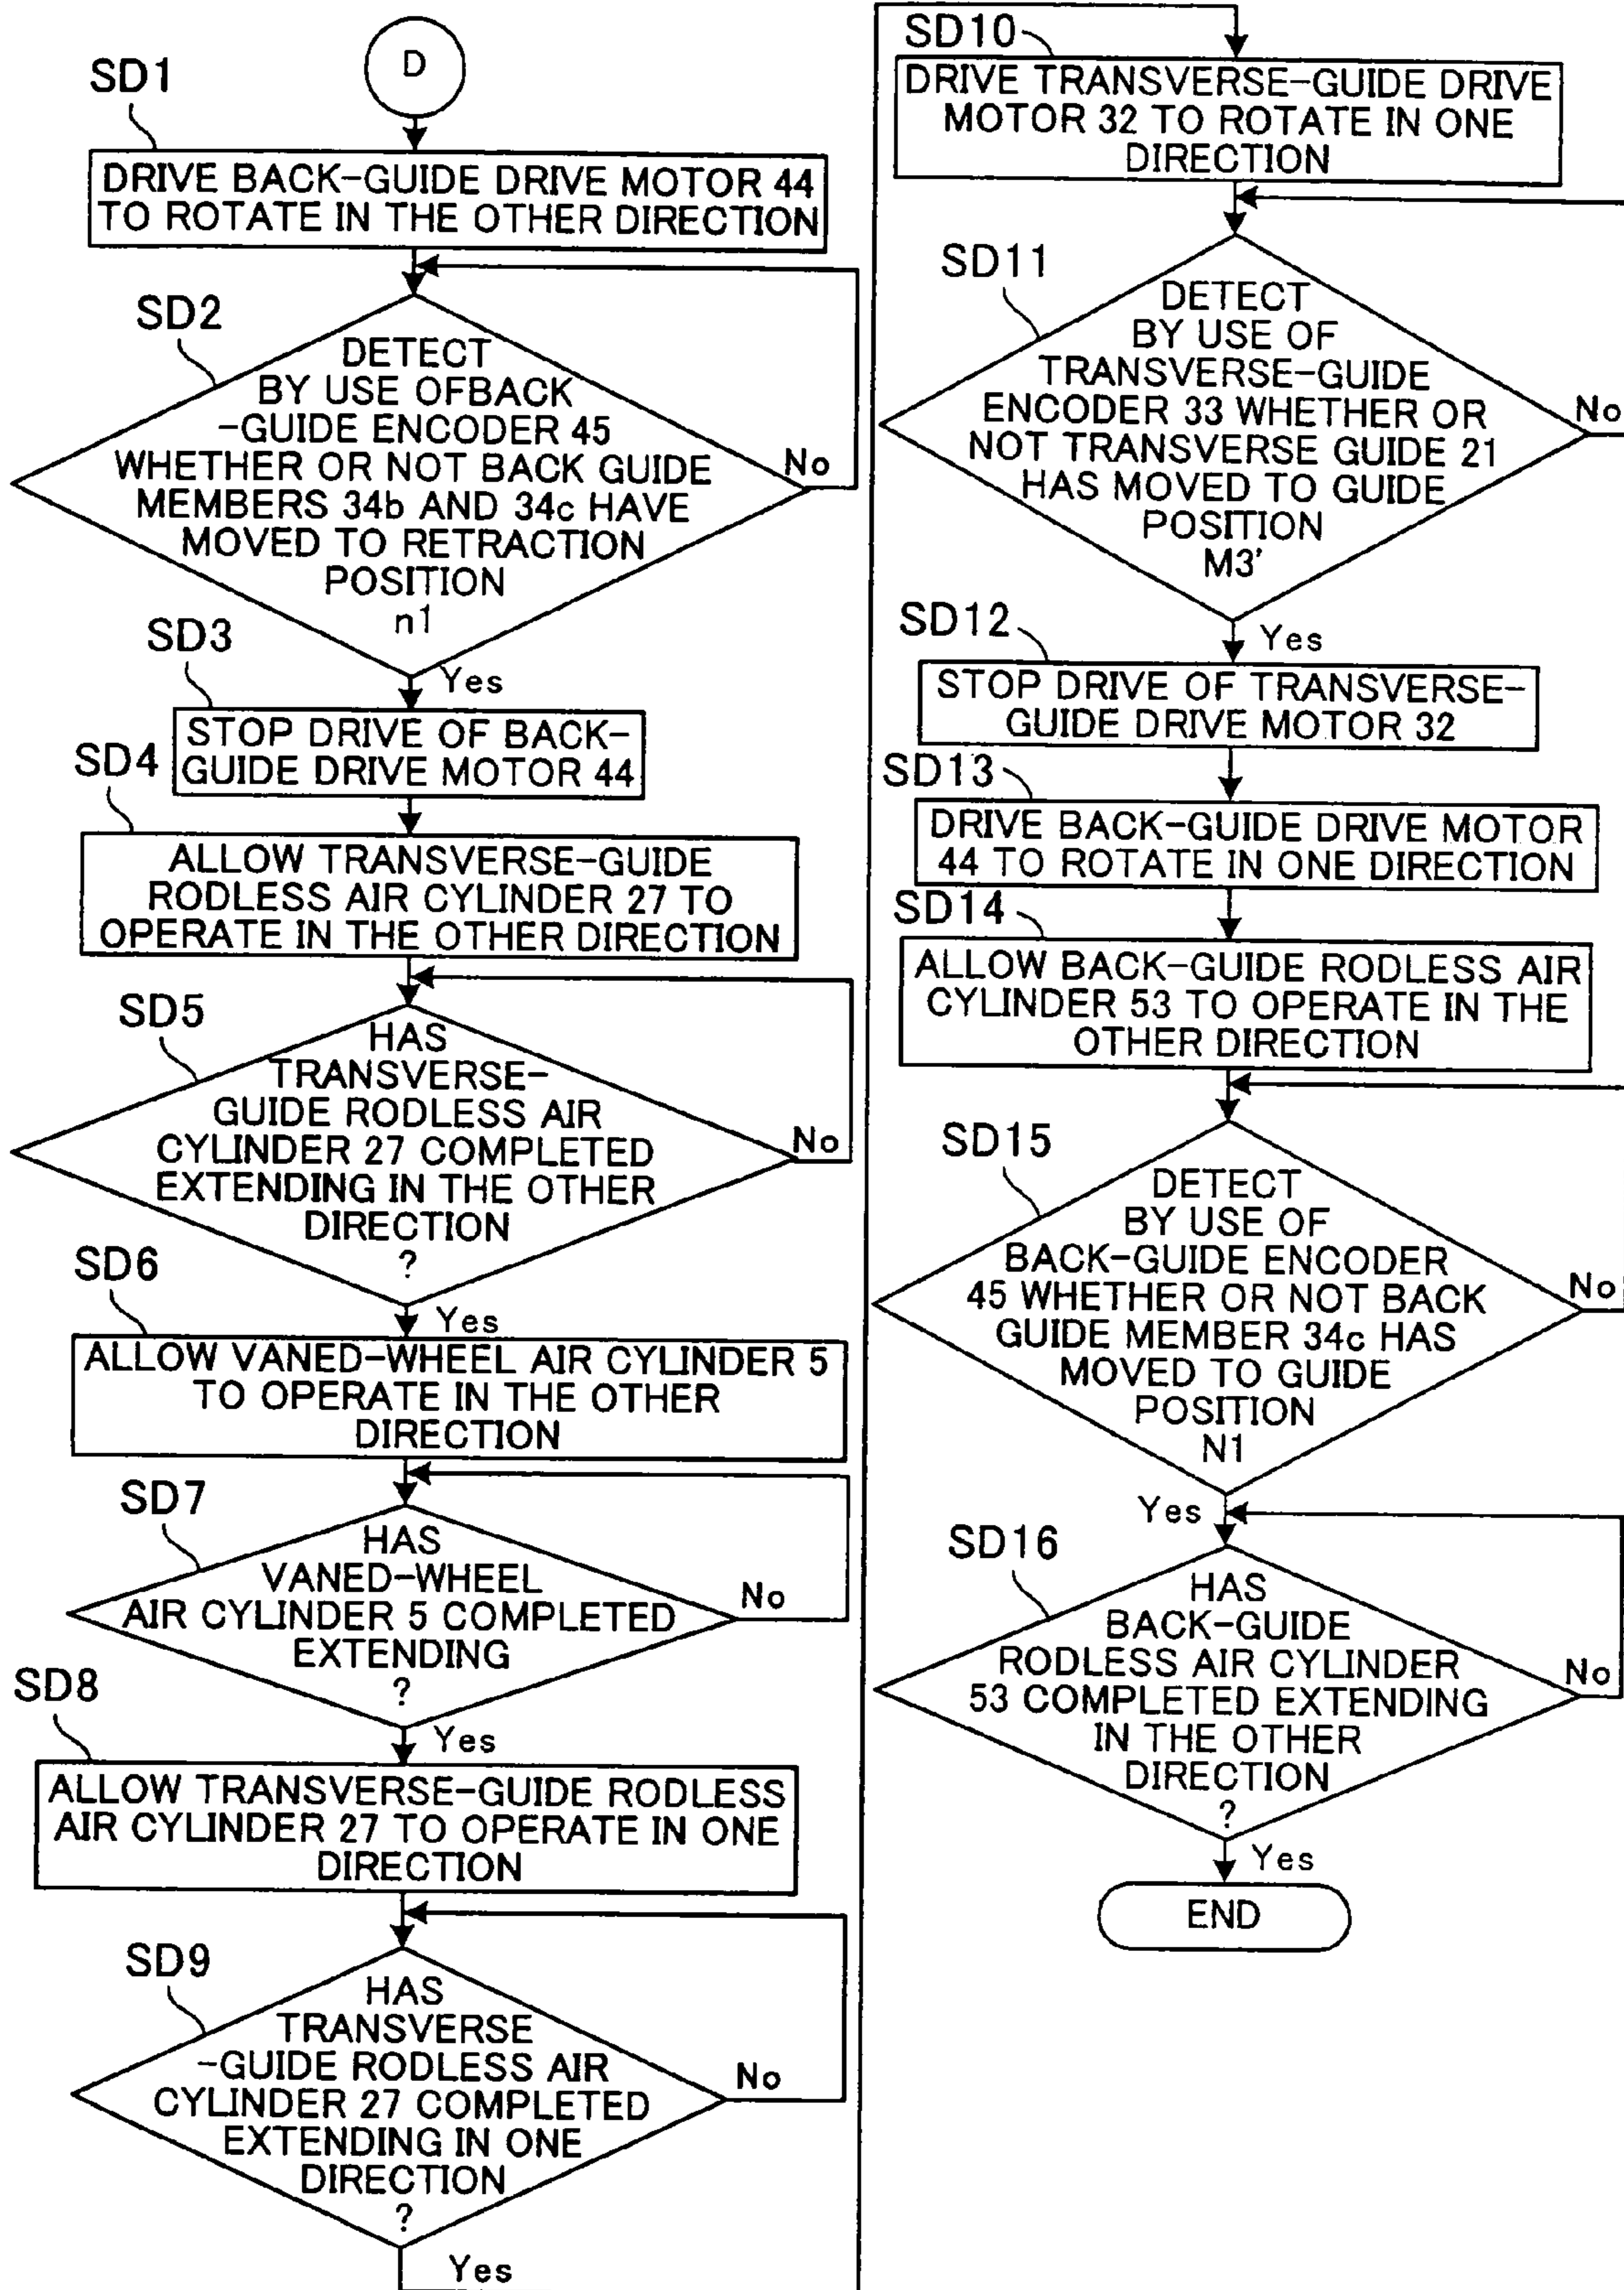 D
SD1
DRIVE BACK-GUIDE DRIVE MOTOR 44
TO ROTATE IN THE OTHER DIRECTION
SD2
DETECT
BY USE OFBACK
-GUIDE ENCODER 45
WHETHER OR NOT BACK GUIDE
MEMBERS 34b AND 34c HAVE
MOVED TO RETRACTION
POSITION
n1
No
Yes
SD3
STOP DRIVE OF BACK-
GUIDE DRIVE MOTOR 44
SD4
ALLOW TRANSVERSE-GUIDE
RODLESS AIR CYLINDER 27 TO
OPERATE IN THE OTHER DIRECTION
SD5
HAS
TRANSVERSE-
GUIDE RODLESS AIR
CYLINDER 27 COMPLETED
EXTENDING IN THE OTHER
DIRECTION
?
No
Yes
SD6
ALLOW VANED-WHEEL AIR CYLINDER 5
TO OPERATE IN THE OTHER
DIRECTION
SD7
HAS
VANED-WHEEL
AIR CYLINDER 5 COMPLETED
EXTENDING
?
No
Yes
SD8
ALLOW TRANSVERSE-GUIDE RODLESS
AIR CYLINDER 27 TO OPERATE IN ONE
DIRECTION
SD9
HAS
TRANSVERSE
-GUIDE RODLESS AIR
CYLINDER 27 COMPLETED
EXTENDING IN ONE
DIRECTION
?
No
Yes
SD10
DRIVE TRANSVERSE-GUIDE DRIVE
MOTOR 32 TO ROTATE IN ONE
DIRECTION
SD11
DETECT
BY USE OF
TRANSVERSE-GUIDE
ENCODER 33 WHETHER OR
NOT TRANSVERSE GUIDE 21
HAS MOVED TO GUIDE
POSITION
M3'
No
Yes
SD12
STOP DRIVE OF TRANSVERSE-
GUIDE DRIVE MOTOR 32
SD13
DRIVE BACK-GUIDE DRIVE MOTOR
44 TO ROTATE IN ONE DIRECTION
SD14
ALLOW BACK-GUIDE RODLESS AIR
CYLINDER 53 TO OPERATE IN THE
OTHER DIRECTION
SD15
DETECT
BY USE OF
BACK-GUIDE ENCODER
45 WHETHER OR NOT BACK
GUIDE MEMBER 34c HAS
MOVED TO GUIDE
POSITION
N1
No
Yes
SD16
HAS
BACK-GUIDE
RODLESS AIR CYLINDER
53 COMPLETED EXTENDING
IN THE OTHER
DIRECTION
?
No
Yes
END